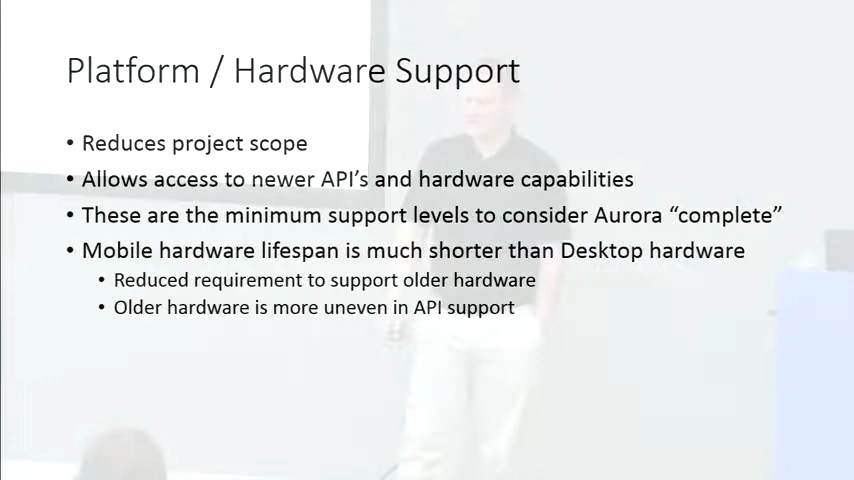 Platform / Hardware Support
• Reduces project scope
• Allows access to newer API's and hardware capabilities
• These are the minimum support levels to consider Aurora “complete”
• Mobile hardware lifespan is much shorter than Desktop hardware
• Reduced requirement to support older hardware
• Older hardware is more uneven in API support